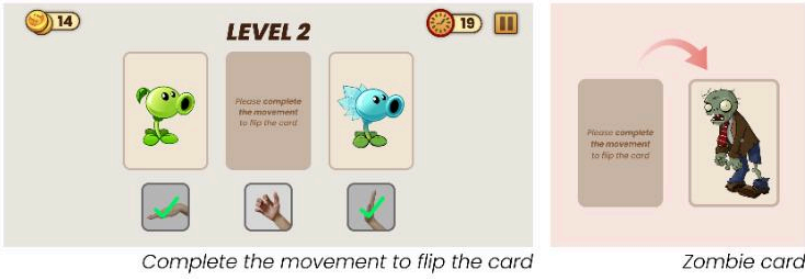 14
LEVEL 2
19
Please complete
the movement
to flip the card
Complete the movement to flip the card
Please complete
the movement
to flip the card
Zombie card